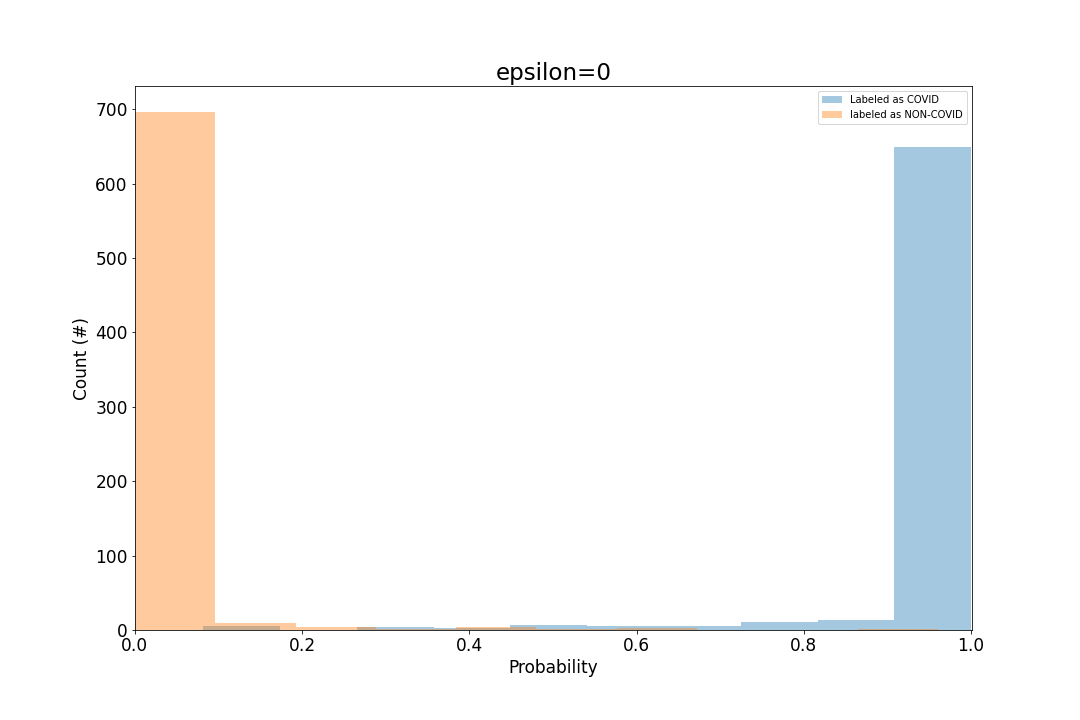 epsilon=0
Labeled as COVID
labeled as NON-COVID
700
600
500
400
300
200
100
0
0.0 0.2 0.4 0.6 0.8 1.0
Count (#)
Probability